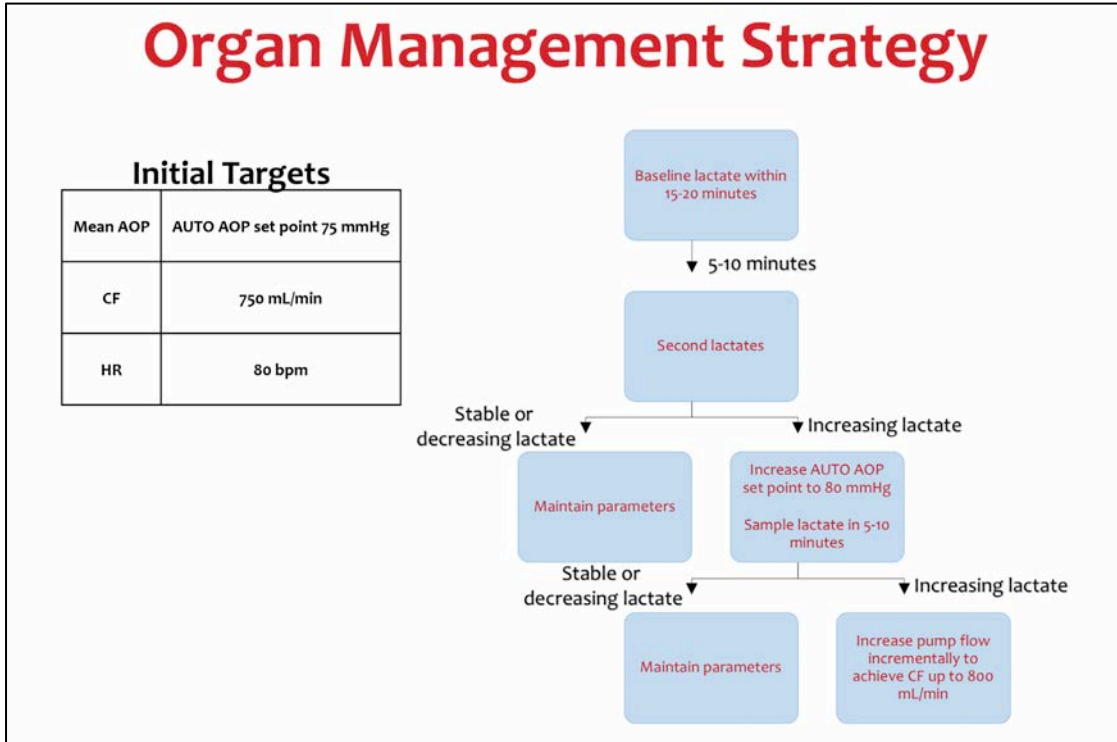 Organ Management Strategy
Initial Targets
Mean AOP
AUTO AOP set point 75 mmHg
CF
750 mL/min
HR
80 bpm
Baseline lactate within
15-20 minutes
5-10 minutes
Second lactates
Stable or
decreasing lactate
Increasing lactate
Maintain parameters
Increase AUTO AOP
set point to 80 mmHg
Sample lactate in 5-10
minutes
Stable or
decreasing lactate
Increasing lactate
Maintain parameters
Increase pump flow
incrementally to
achieve CF up to 800
mL/min